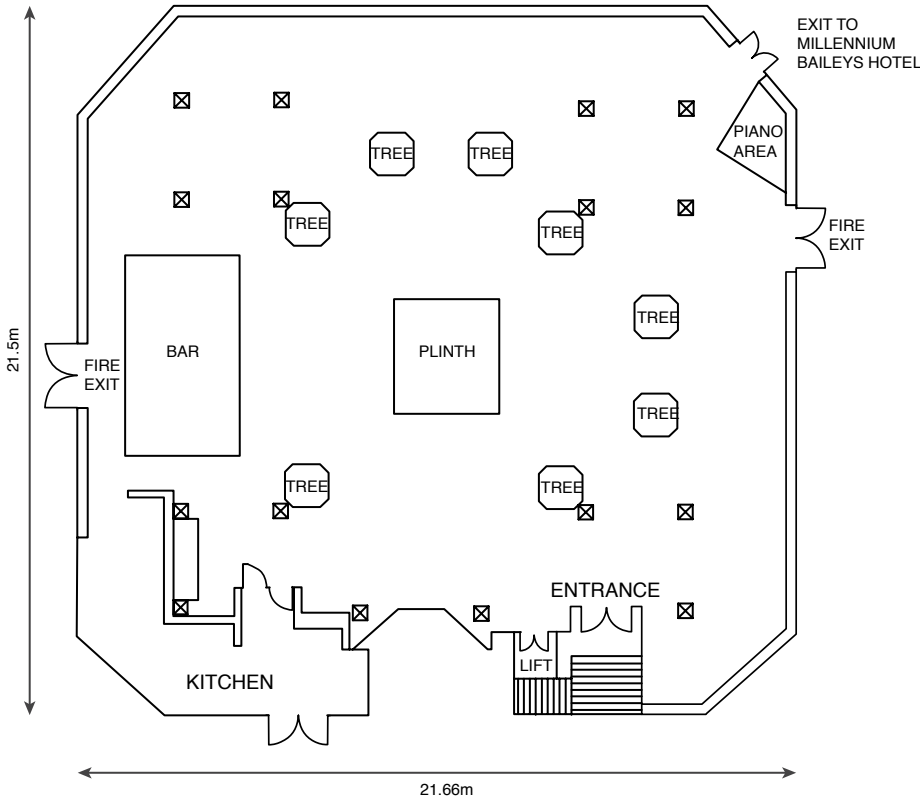 EXIT TO
MILLENNIUM
BAILEYS HOTEL
PIANO
AREA
TREE
TREE
TREE
TREE
FIRE
EXIT
TREE
21.5m
BAR
PLINTH
FIRE
EXIT
TREE
TREE
TREE
ENTRANCE
LIFT
KITCHEN
21.66m